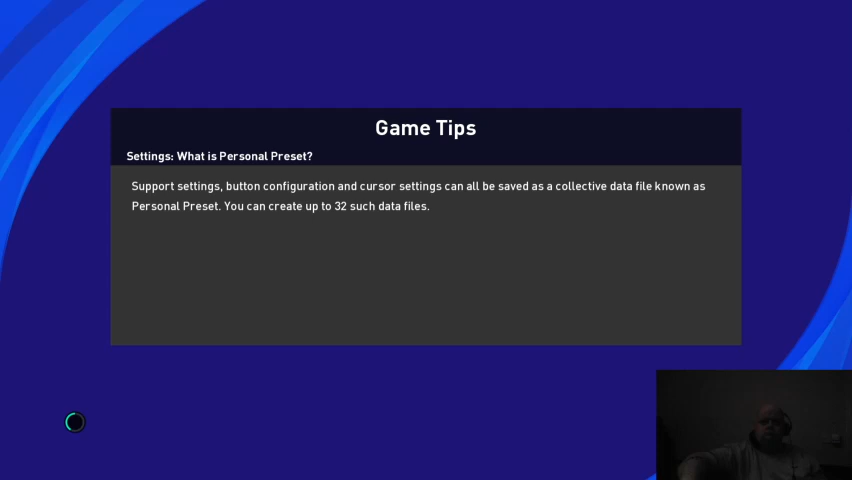 Game Tips
Settings: What is Personal Preset?
Support settings, button configuration and cursor settings can all be saved as a collective data file known as
Personal Preset. You can create up to 32 such data files.